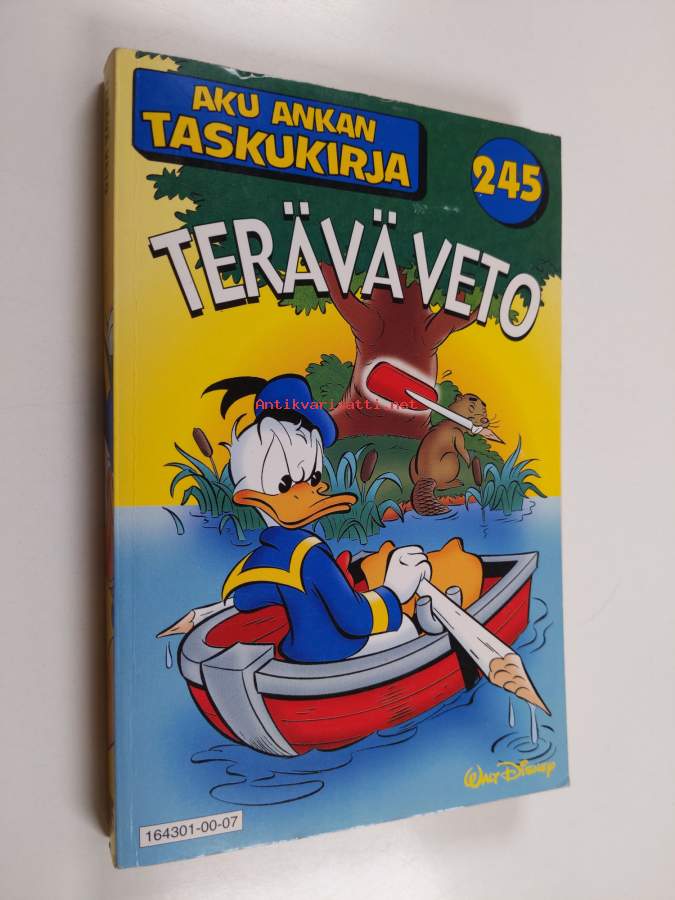 AKU ANKAN
TASKUKIRJA
245
TERÄVÄ VETO
Antikvariaatti.net
WALT DISNEY
164301-00-07